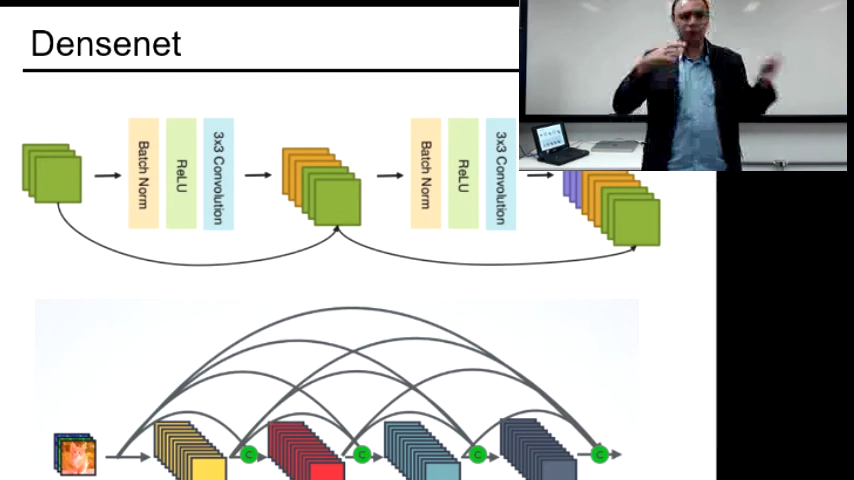 Densenet
Batch Norm
ReLU
3x3 Convolution
Batch Norm
ReLU
3x3 Convolution
C
C
C
C